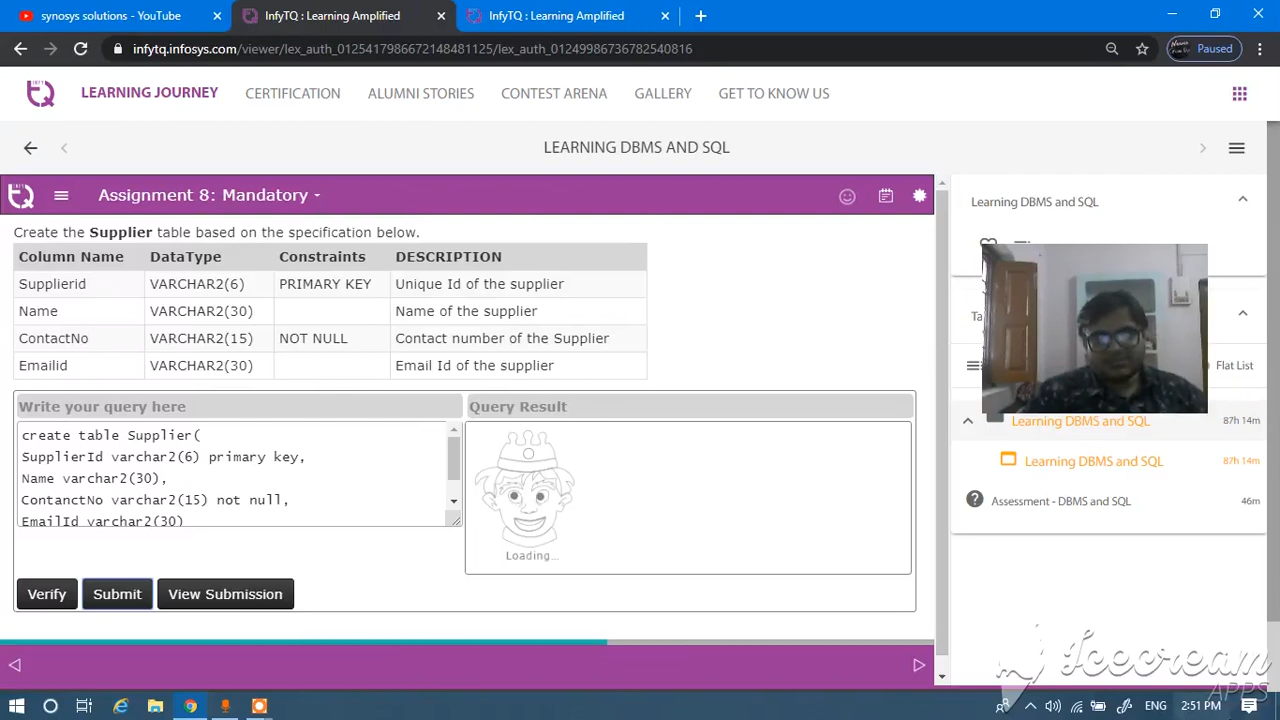 synosys solutions - YouTube
InfyTQ : Learning Amplified
InfyTQ : Learning Amplified
infytq.infosys.com/viewer/lex_auth_012541798667214848​1125/lex_auth_01249986736782540816
Paused
LEARNING JOURNEY CERTIFICATION ALUMNI STORIES CONTEST ARENA GALLERY GET TO KNOW US
LEARNING DBMS AND SQL
Assignment 8: Mandatory
Create the Supplier table based on the specification below.
Column Name DataType Constraints DESCRIPTION
Supplierid VARCHAR2(6) PRIMARY KEY Unique Id of the supplier
Name VARCHAR2(30) Name of the supplier
ContactNo VARCHAR2(15) NOT NULL Contact number of the Supplier
Emailid VARCHAR2(30) Email Id of the supplier
Write your query here
create table Supplier(
SupplierId varchar2(6) primary key,
Name varchar2(30),
ContanctNo varchar2(15) not null,
EmailId varchar2(30)
Query Result
Loading...
Verify Submit View Submission
Learning DBMS and SQL
Ta
Flat List
Learning DBMS and SQL 87h 14m
Learning DBMS and SQL 87h 14m
Assessment - DBMS and SQL 46m
Icecream
APPS
ENG 2:51 PM